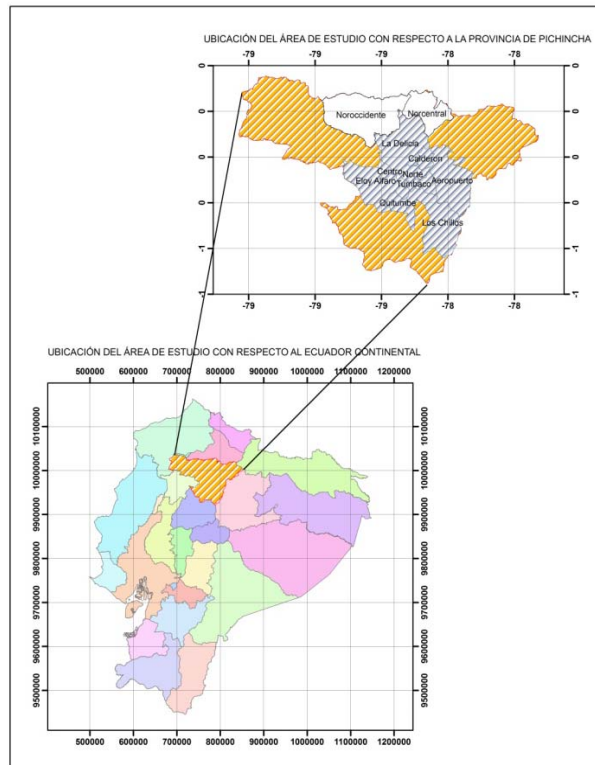 UBICACIÓN DEL ÁREA DE ESTUDIO CON RESPECTO A LA PROVINCIA DE PICHINCHA
-79 -79 -79 -78 -78
0 0
0 0
0 0
0 0
-1 -1
-1 -1
Noroccidente
Norcentral
La Delicia
Calderon
Centro
Norte
Eloy Alfaro
Tumbaco
Aeropuerto
Quitumbe
Los Chillos
-79 -79 -79 -78 -78
UBICACIÓN DEL ÁREA DE ESTUDIO CON RESPECTO AL ECUADOR CONTINENTAL
500000 600000 700000 800000 900000 1000000 1100000 1200000
10100000 10100000
10000000 10000000
9900000 9900000
9800000 9800000
9700000 9700000
9600000 9600000
9500000 9500000
500000 600000 700000 800000 900000 1000000 1100000 1200000